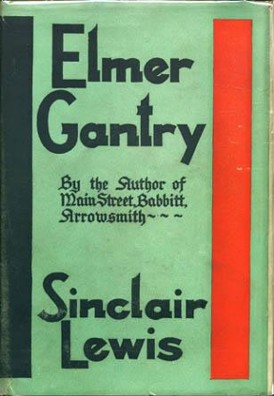 Elmer
Gantry
By the Author of
Main Street, Babbitt,
Arrowsmith~ ~ ~
Sinclair
Lewis